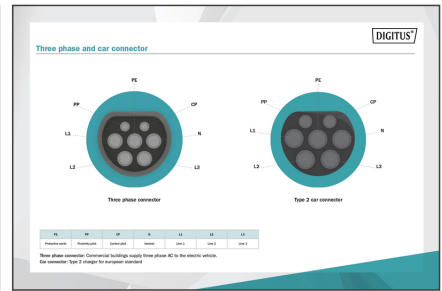 DIGITUS®
Three phase and car connector
PE
PP
CP
L1
N
L2
L3
Three phase connector
PE
PP
CP
L1
N
L2
L3
Type 2 car connector
PE PP CP N L1 L2 L3
Protective earth Proximity pilot Control pilot Neutral Line 1 Line 2 Line 3
Three phase connector: Commercial buildings supply three phase AC to the electric vehicle.
Car connector: Type 2 charger for european standard